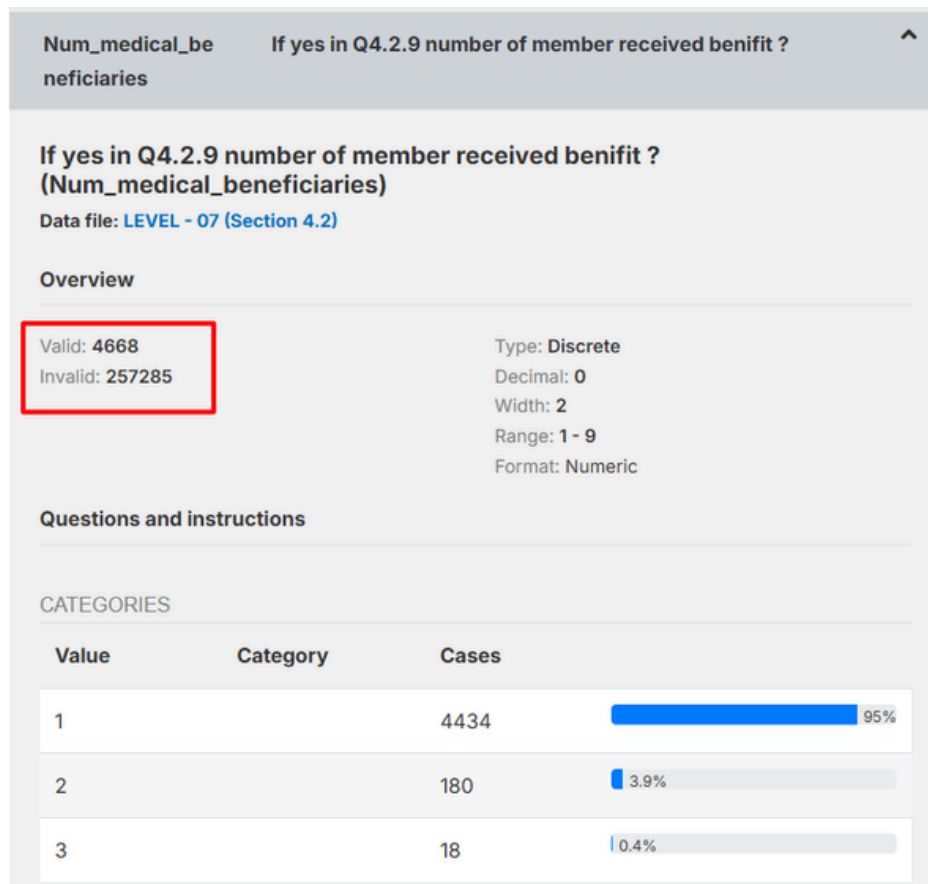 Num_medical_be If yes in Q4.2.9 number of member received benifit ?
neficiaries
If yes in Q4.2.9 number of member received benifit ?
(Num_medical_beneficiaries)
Data file: LEVEL - 07 (Section 4.2)
Overview
Valid: 4668 Type: Discrete
Invalid: 257285 Decimal: 0
Width: 2
Range: 1 - 9
Format: Numeric
Questions and instructions
CATEGORIES
Value Category Cases
1 4434 95%
2 180 3.9%
3 18 0.4%